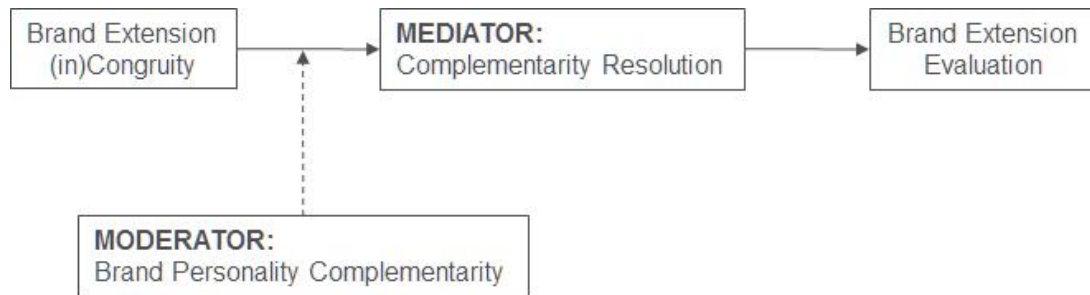 Brand Extension
(in)Congruity
MEDIATOR:
Complementarity Resolution
Brand Extension
Evaluation
MODERATOR:
Brand Personality Complementarity